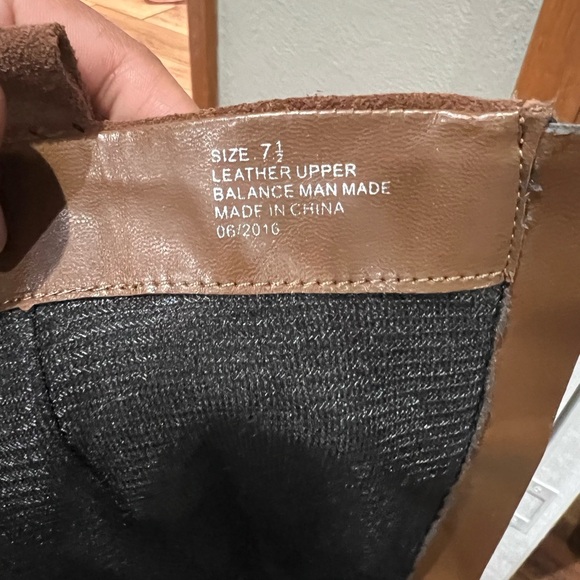 SIZE 7½
LEATHER UPPER
BALANCE MAN MADE
MADE IN CHINA
06/2016